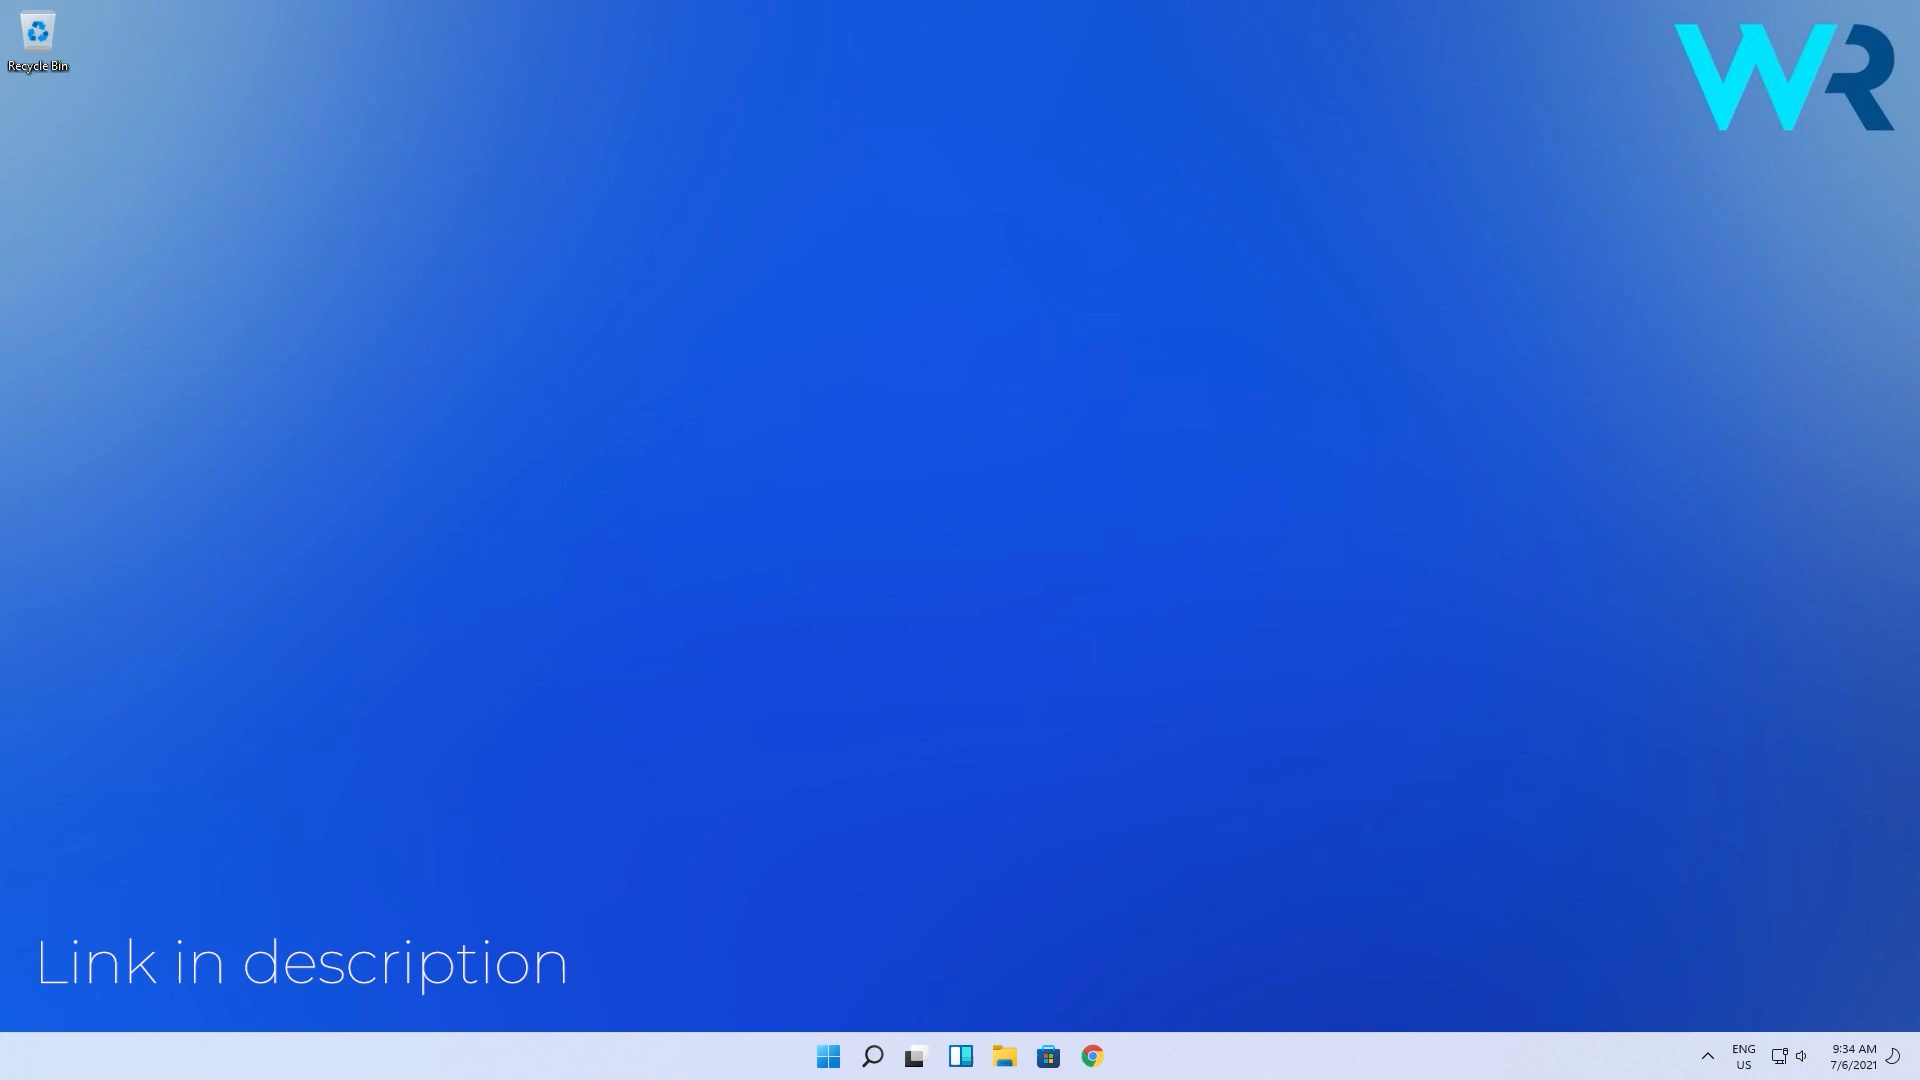 Recycle Bin
WR
Link in description
ENG
US
9:34 AM
7/6/2021